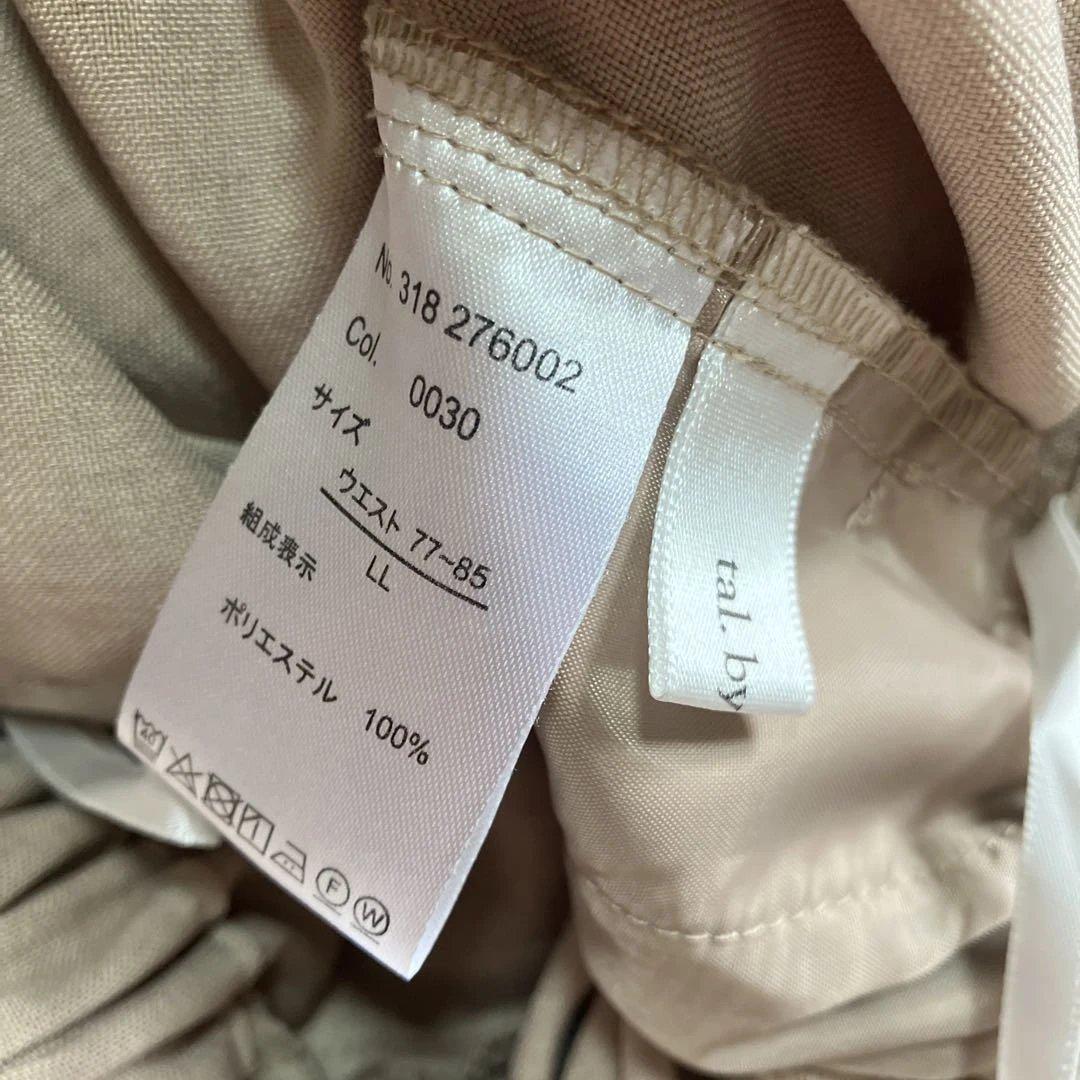 No. 318 276002
Col. 0030
サイズ
ウエスト 77~85
LL
組成表示
ポリエステル 100%
F
W
tal. by